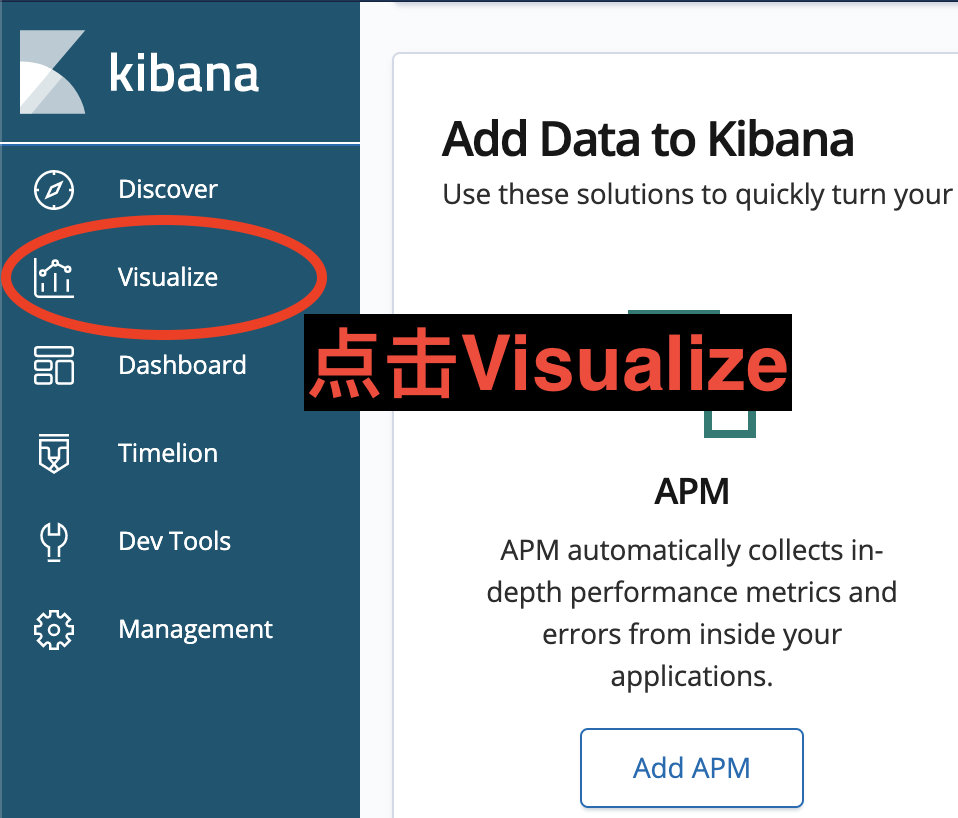 kibana
Discover
Visualize
Dashboard
Timelion
Dev Tools
Management
Add Data to Kibana
Use these solutions to quickly turn your
点击Visualize
APM
APM automatically collects in-
depth performance metrics and
errors from inside your
applications.
Add APM